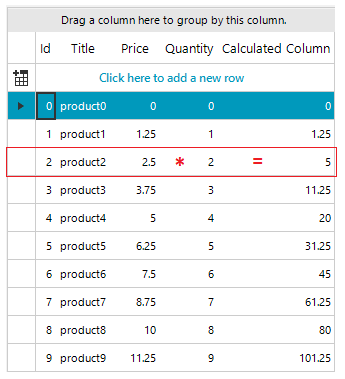 Drag a column here to group by this column.
Id Title Price Quantity Calculated Column
Click here to add a new row
0 product0 0 0 0
1 product1 1.25 1 1.25
2 product2 2.5 * 2 = 5
3 product3 3.75 3 11.25
4 product4 5 4 20
5 product5 6.25 5 31.25
6 product6 7.5 6 45
7 product7 8.75 7 61.25
8 product8 10 8 80
9 product9 11.25 9 101.25